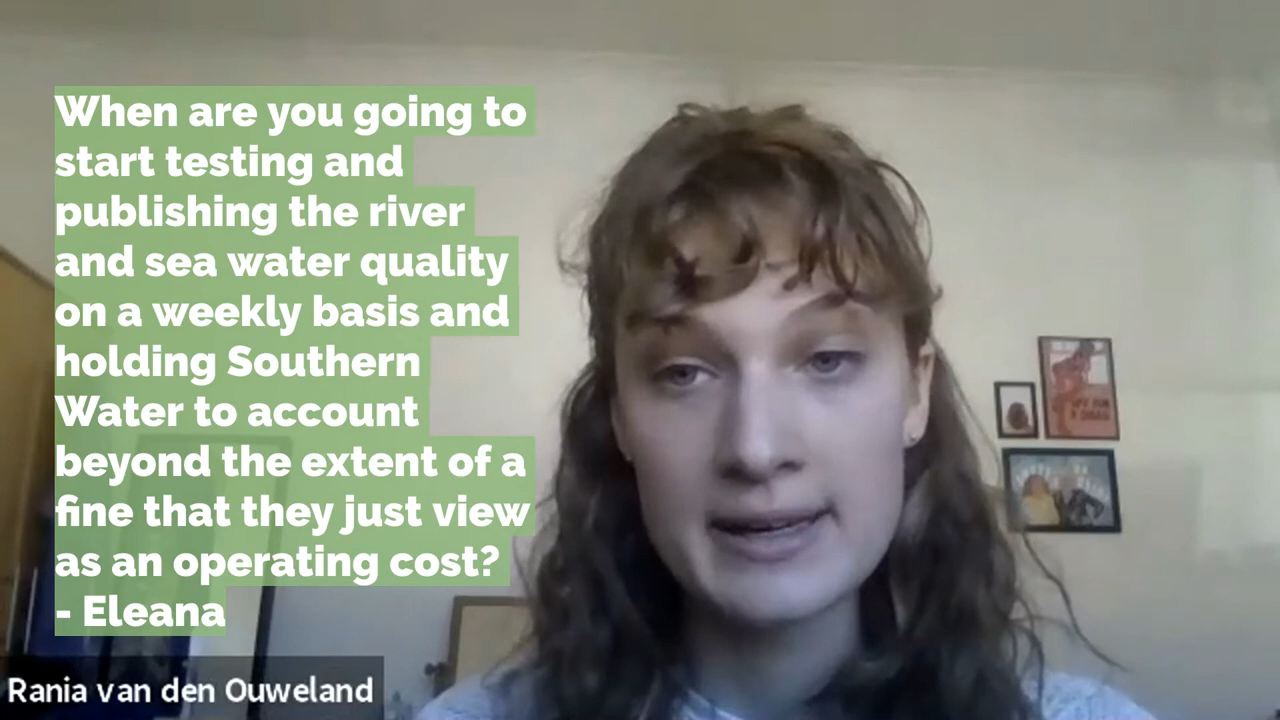 When are you going to
start testing and
publishing the river
and sea water quality
on a weekly basis and
holding Southern
Water to account
beyond the extent of a
fine that they just view
as an operating cost?
- Eleana
Rania van den Ouweland